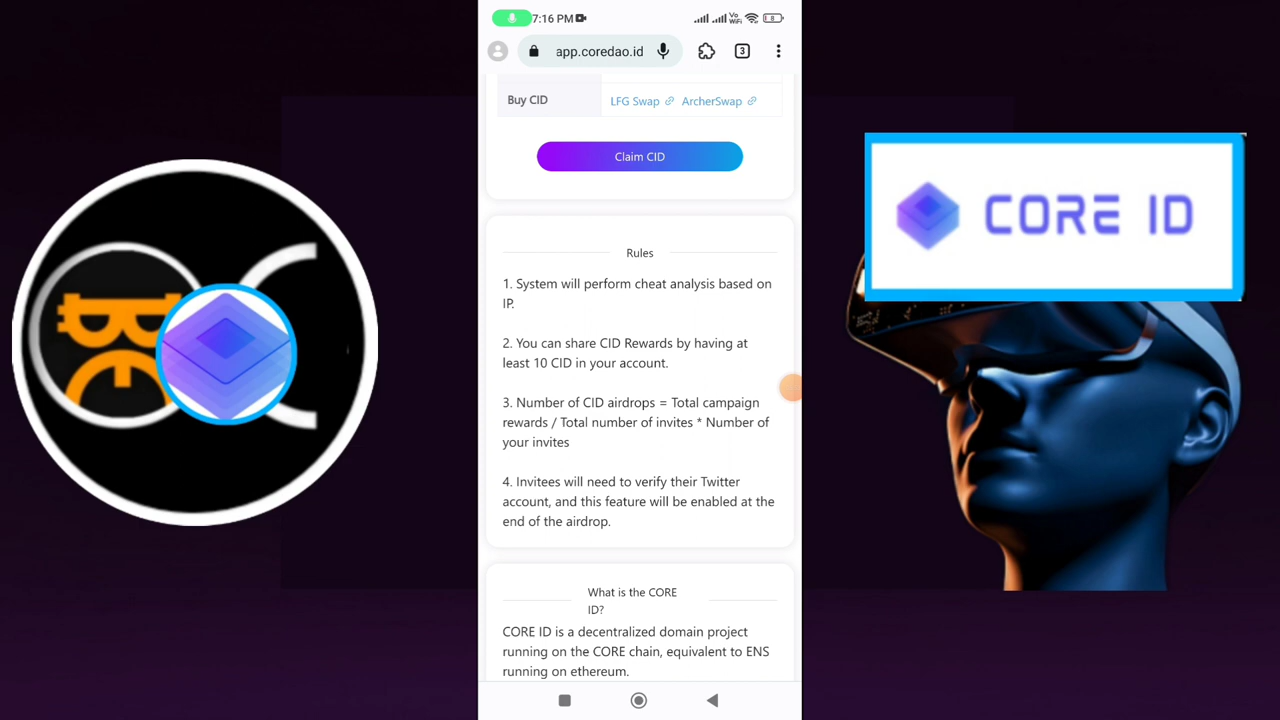 7:16 PM
Vo
WiFi
8
app.coredao.id
3
Buy CID
LFG Swap
ArcherSwap
Claim CID
CORE ID
Rules
1. System will perform cheat analysis based on
IP.
2. You can share CID Rewards by having at
least 10 CID in your account.
3. Number of CID airdrops = Total campaign
rewards / Total number of invites * Number of
your invites
4. Invitees will need to verify their Twitter
account, and this feature will be enabled at the
end of the airdrop.
What is the CORE
ID?
CORE ID is a decentralized domain project
running on the CORE chain, equivalent to ENS
running on ethereum.